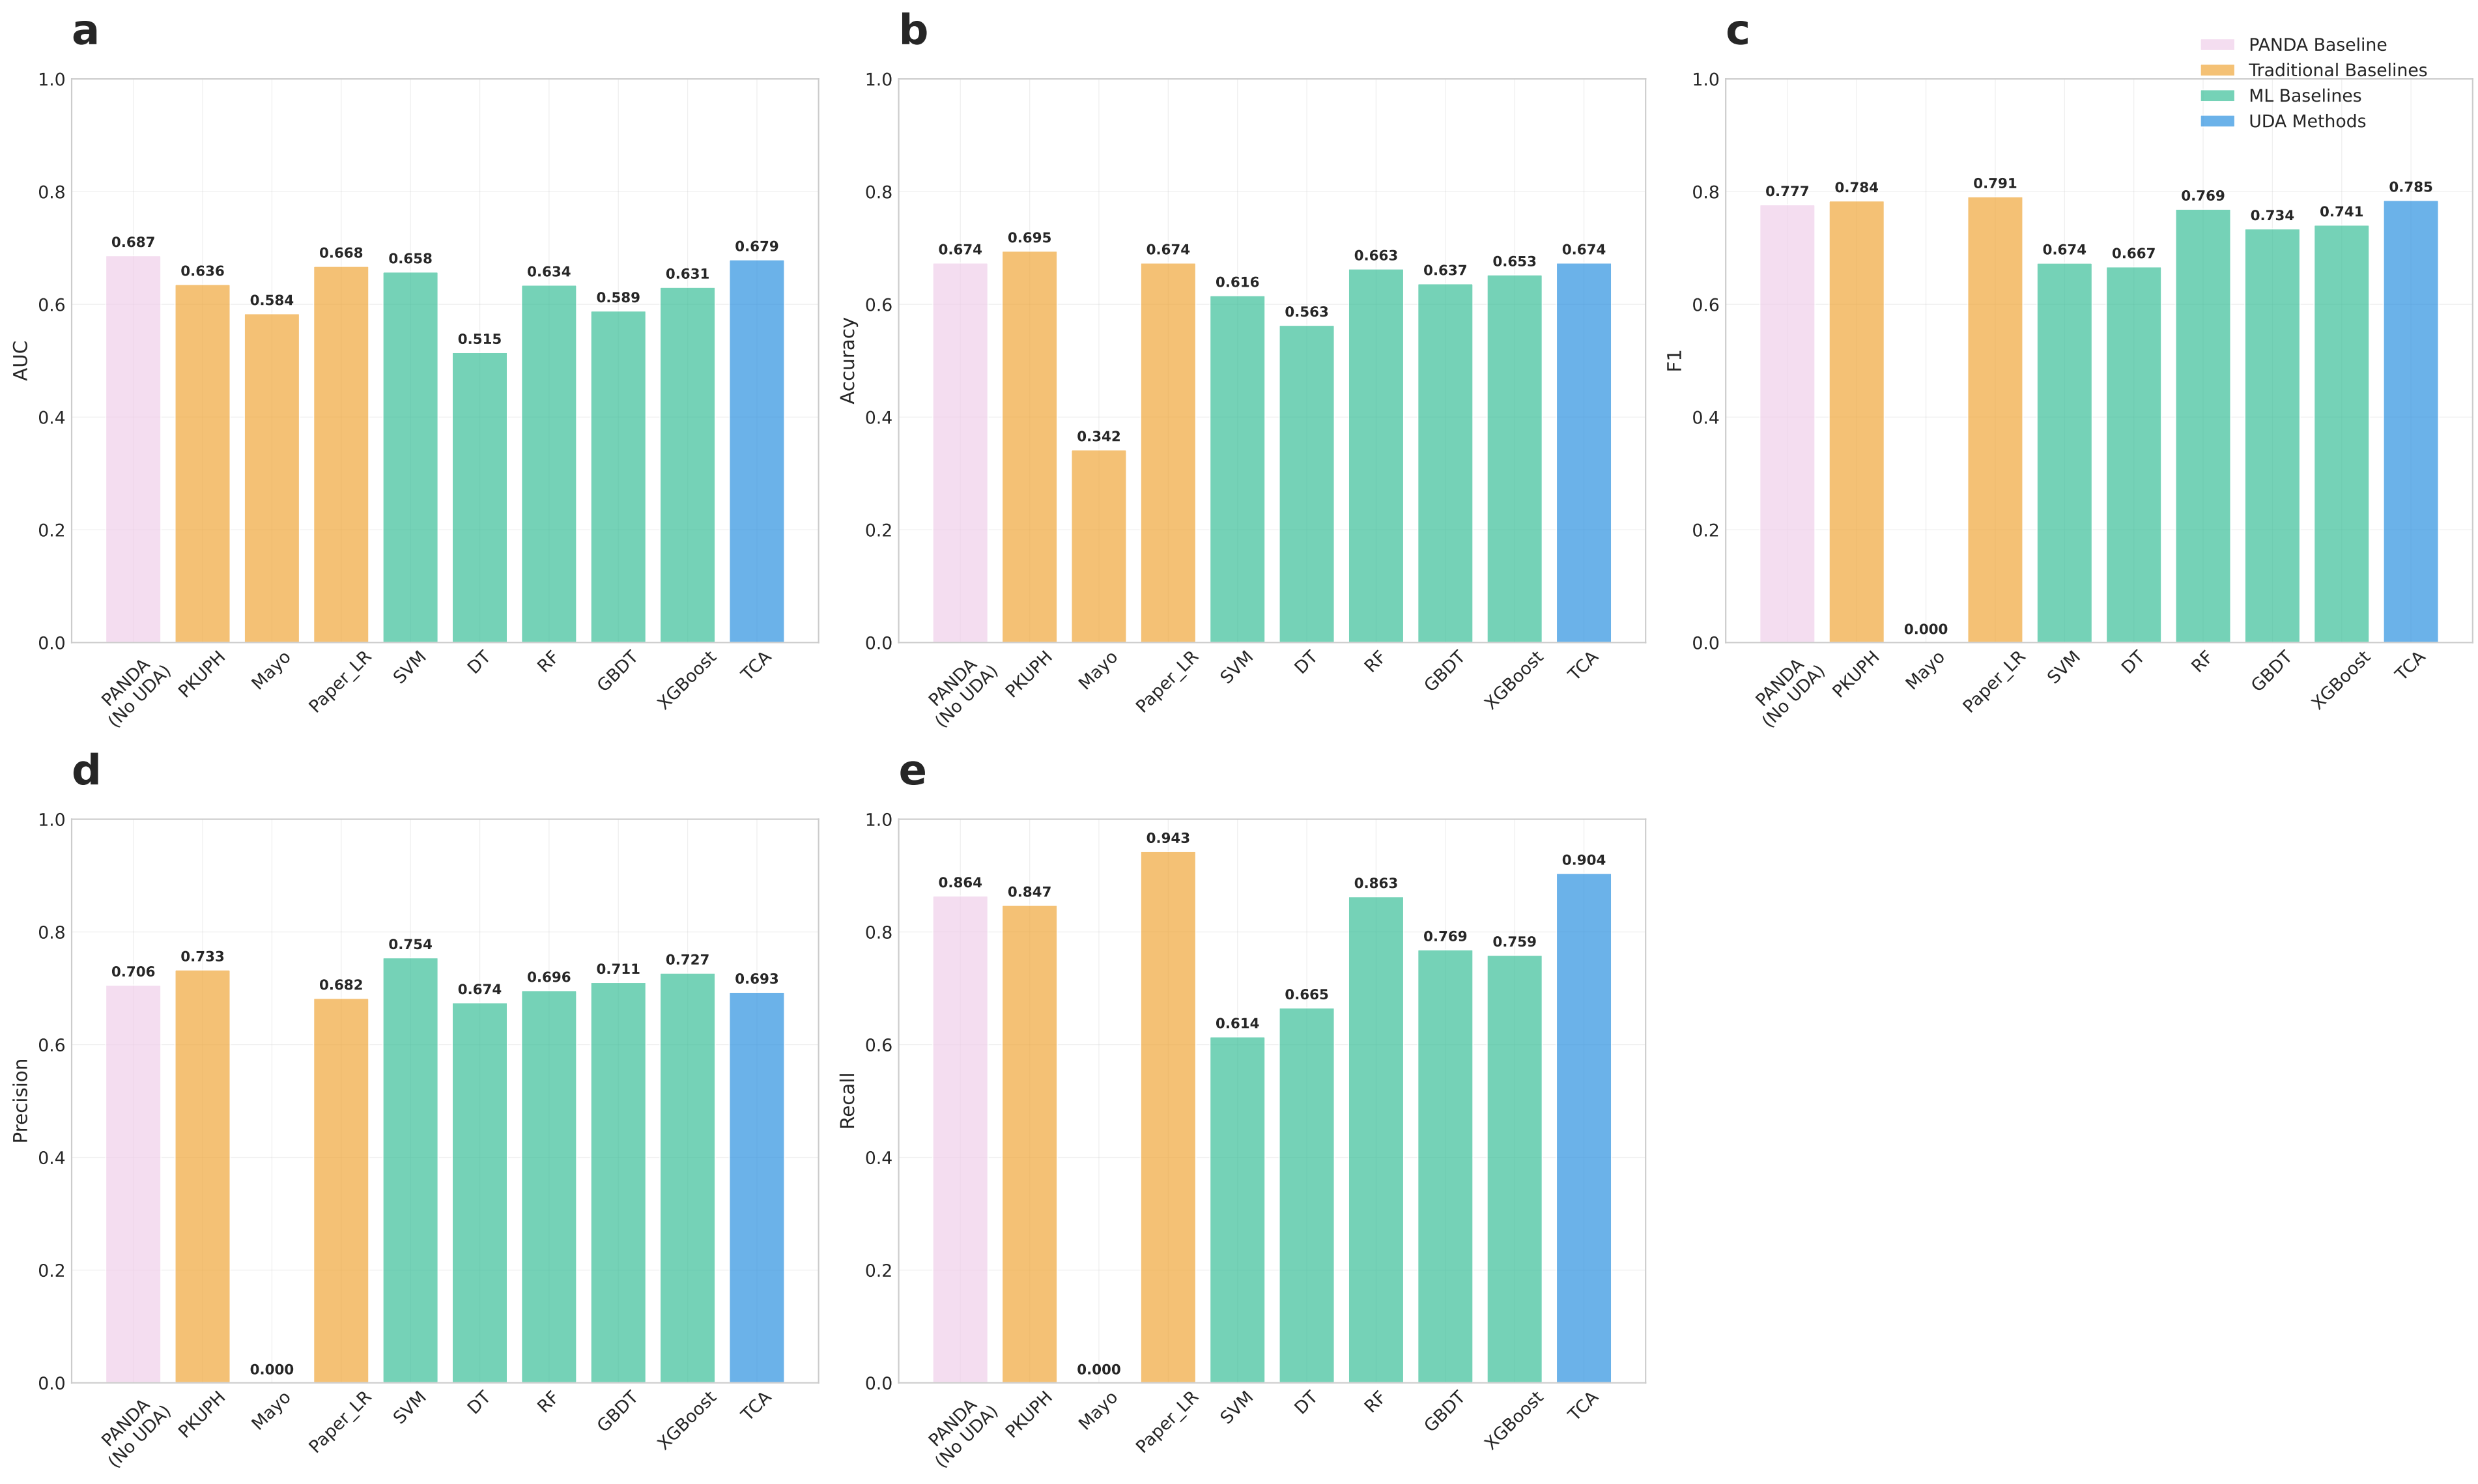 a
1.0
0.8
0.6
0.4
0.2
0.0
AUC
0.687
0.636
0.584
0.668
0.658
0.515
0.634
0.589
0.631
0.679
PANDA
(No UDA)
PKUPH
Mayo
Paper_LR
SVM
DT
RF
GBDT
XGBoost
TCA
b
1.0
0.8
0.6
0.4
0.2
0.0
Accuracy
0.674
0.695
0.342
0.674
0.616
0.563
0.663
0.637
0.653
0.674
PANDA
(No UDA)
PKUPH
Mayo
Paper_LR
SVM
DT
RF
GBDT
XGBoost
TCA
c
PANDA Baseline
Traditional Baselines
ML Baselines
UDA Methods
1.0
0.8
0.6
0.4
0.2
0.0
F1
0.777
0.784
0.000
0.791
0.674
0.667
0.769
0.734
0.741
0.785
PANDA
(No UDA)
PKUPH
Mayo
Paper_LR
SVM
DT
RF
GBDT
XGBoost
TCA
d
1.0
0.8
0.6
0.4
0.2
0.0
Precision
0.706
0.733
0.000
0.682
0.754
0.674
0.696
0.711
0.727
0.693
PANDA
(No UDA)
PKUPH
Mayo
Paper_LR
SVM
DT
RF
GBDT
XGBoost
TCA
e
1.0
0.8
0.6
0.4
0.2
0.0
Recall
0.864
0.847
0.000
0.943
0.614
0.665
0.863
0.769
0.759
0.904
PANDA
(No UDA)
PKUPH
Mayo
Paper_LR
SVM
DT
RF
GBDT
XGBoost
TCA